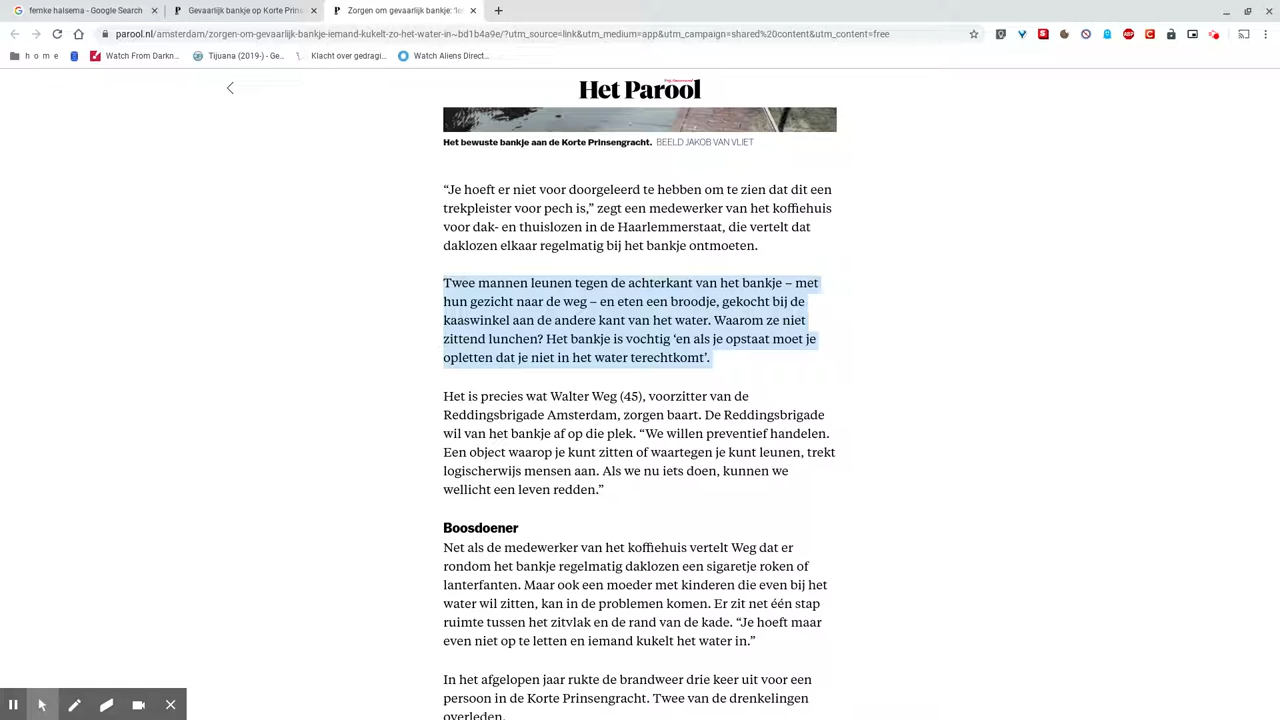 fernke halsema - Google Search
Gevaarlijk bankje op Korte Prins
Zorgen om gevaarlijk bankje: 'Ie
parool.nl/amsterdam/zorgen-om-gevaarlijk-bankje-iemand-kukelt-zo-het-water-in~bd1b4a9e/?utm_source=link&utm_medium=app&utm_campaign=shared%20content&utm_content=free
h o m e
Watch From Darkn...
Tijuana (2019-) - Ge...
Klacht over gedragi...
Watch Aliens Direct...
Het Parool
Het bewuste bankje aan de Korte Prinsengracht. BEELD JAKOB VAN VLIET
“Je hoeft er niet voor doorgeleerd te hebben om te zien dat dit een
trekpleister voor pech is,” zegt een medewerker van het koffiehuis
voor dak- en thuislozen in de Haarlemmerstaat, die vertelt dat
daklozen elkaar regelmatig bij het bankje ontmoeten.
Twee mannen leunen tegen de achterkant van het bankje – met
hun gezicht naar de weg – en eten een broodje, gekocht bij de
kaaswinkel aan de andere kant van het water. Waarom ze niet
zittend lunchen? Het bankje is vochtig ‘en als je opstaat moet je
opletten dat je niet in het water terechtkomt’.
Het is precies wat Walter Weg (45), voorzitter van de
Reddingsbrigade Amsterdam, zorgen baart. De Reddingsbrigade
wil van het bankje af op die plek. “We willen preventief handelen.
Een object waarop je kunt zitten of waartegen je kunt leunen, trekt
logischerwijs mensen aan. Als we nu iets doen, kunnen we
wellicht een leven redden.”
Boosdoener
Net als de medewerker van het koffiehuis vertelt Weg dat er
rondom het bankje regelmatig daklozen een sigaretje roken of
lanterfanten. Maar ook een moeder met kinderen die even bij het
water wil zitten, kan in de problemen komen. Er zit net één stap
ruimte tussen het zitvlak en de rand van de kade. “Je hoeft maar
even niet op te letten en iemand kukelt het water in.”
In het afgelopen jaar rukte de brandweer drie keer uit voor een
persoon in de Korte Prinsengracht. Twee van de drenkelingen
overleden.